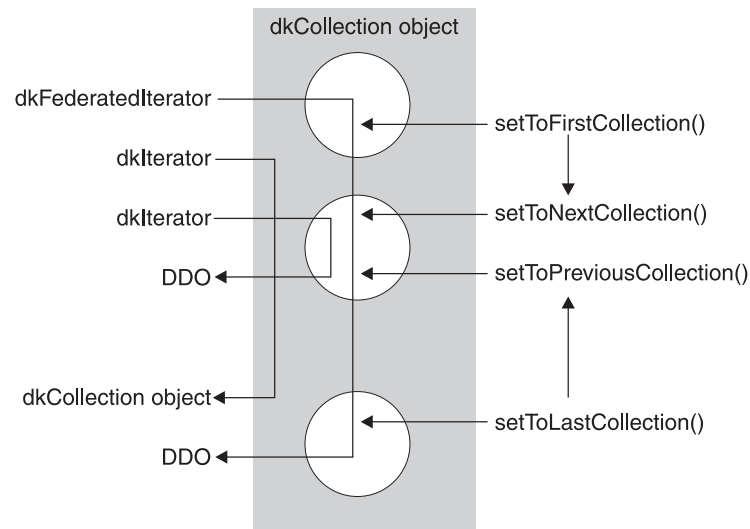 dkCollection object
dkFederatedIterator
setToFirstCollection()
dkIterator
dkIterator
setToNextCollection()
DDO
setToPreviousCollection()
dkCollection object
setToLastCollection()
DDO